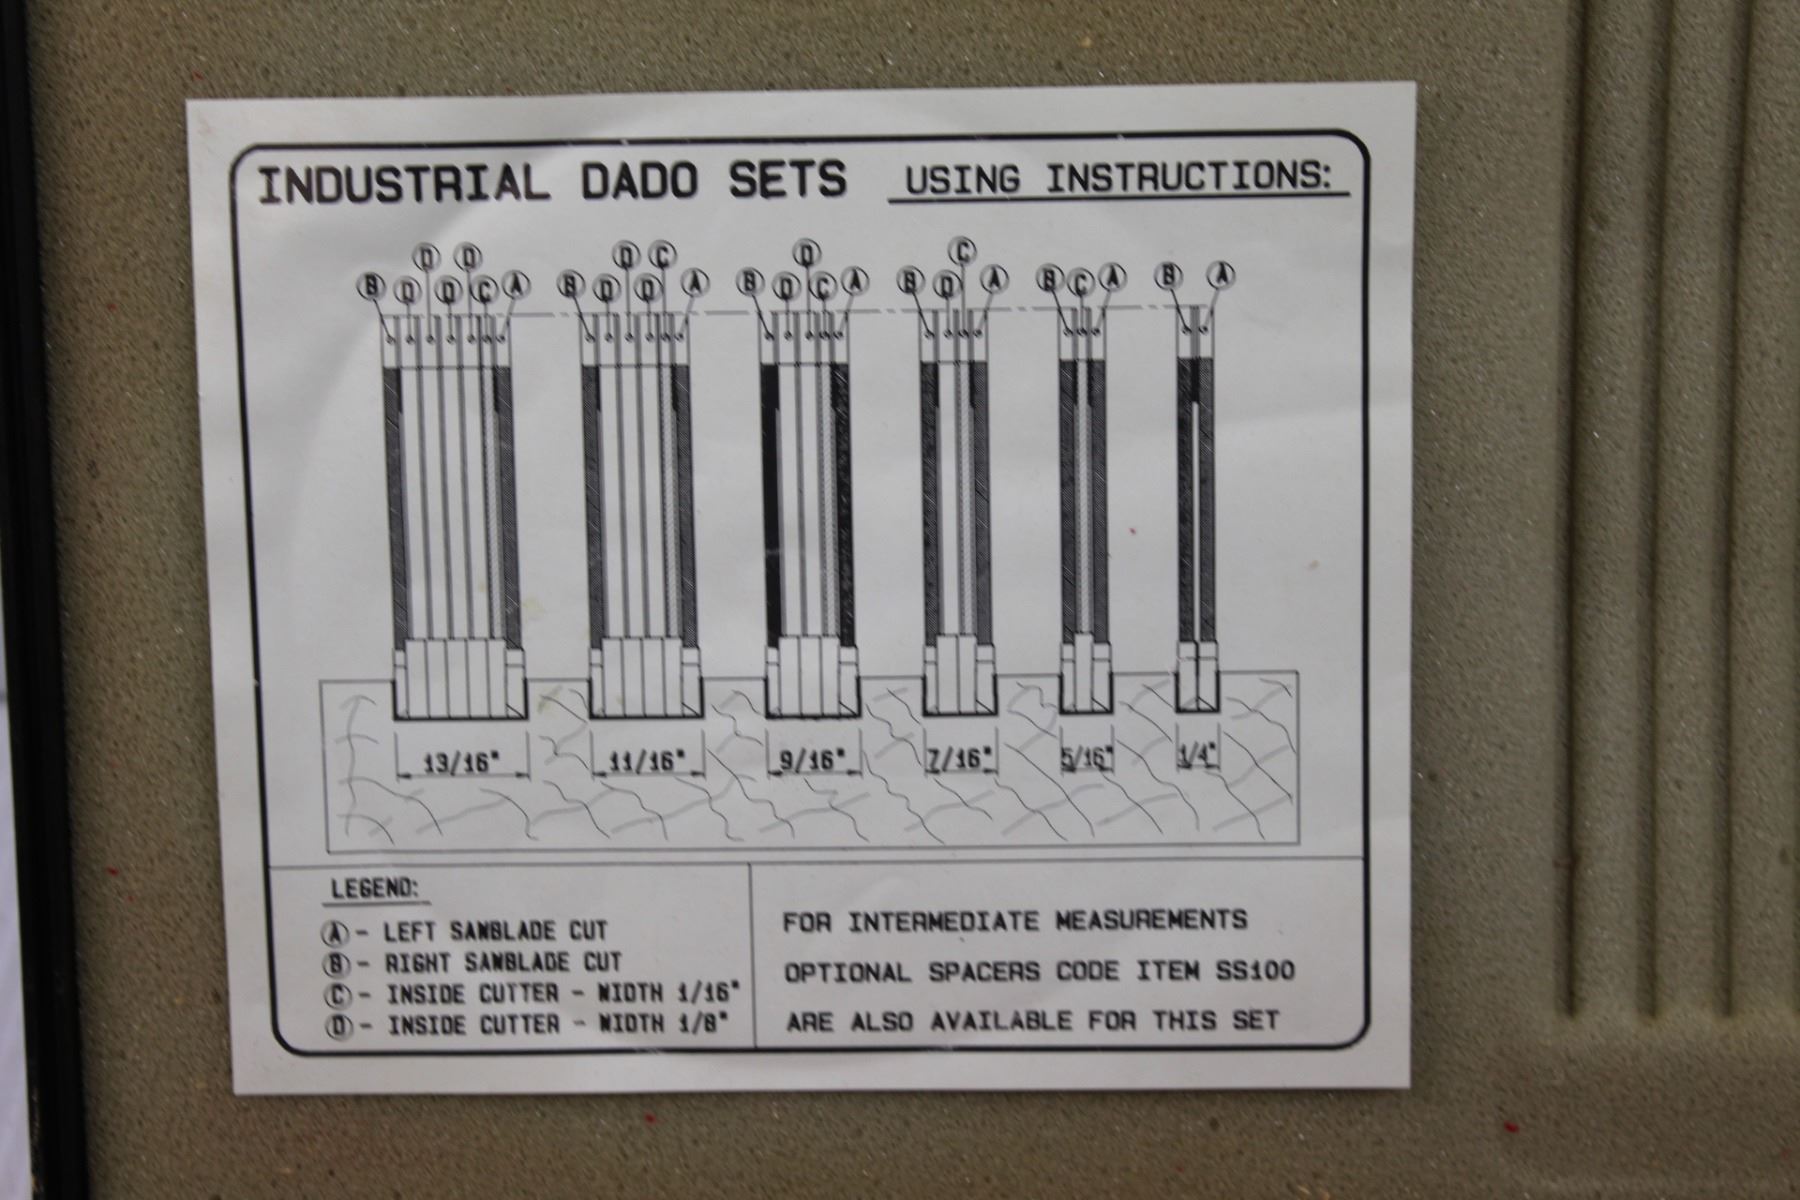 INDUSTRIAL DADO SETS USING INSTRUCTIONS:
D D D C D C
B D D C A B D D A B D C A B D A B C A B A
13/16" 11/16" 9/16" 7/16" 5/16" 1/4"
LEGEND:
A - LEFT SAWBLADE CUT
B - RIGHT SAWBLADE CUT
C - INSIDE CUTTER - WIDTH 1/16"
D - INSIDE CUTTER - WIDTH 1/8"
FOR INTERMEDIATE MEASUREMENTS
OPTIONAL SPACERS CODE ITEM SS100
ARE ALSO AVAILABLE FOR THIS SET